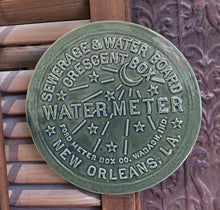 SEWERAGE & WATER BOARD
CRESCENT BOX
WATER METER
FORD METER BOX CO. WABASH, IND.
NEW ORLEANS, LA.